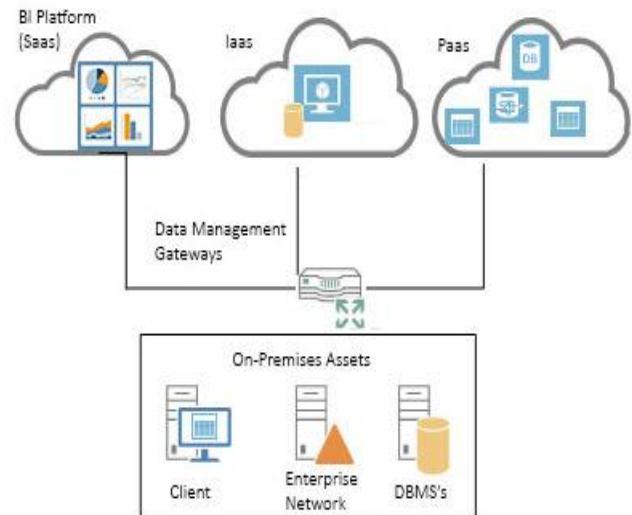 BI Platform
(Saas)
Iaas
Paas
DB
Data Management
Gateways
On-Premises Assets
Client
Enterprise
Network
DBMS's